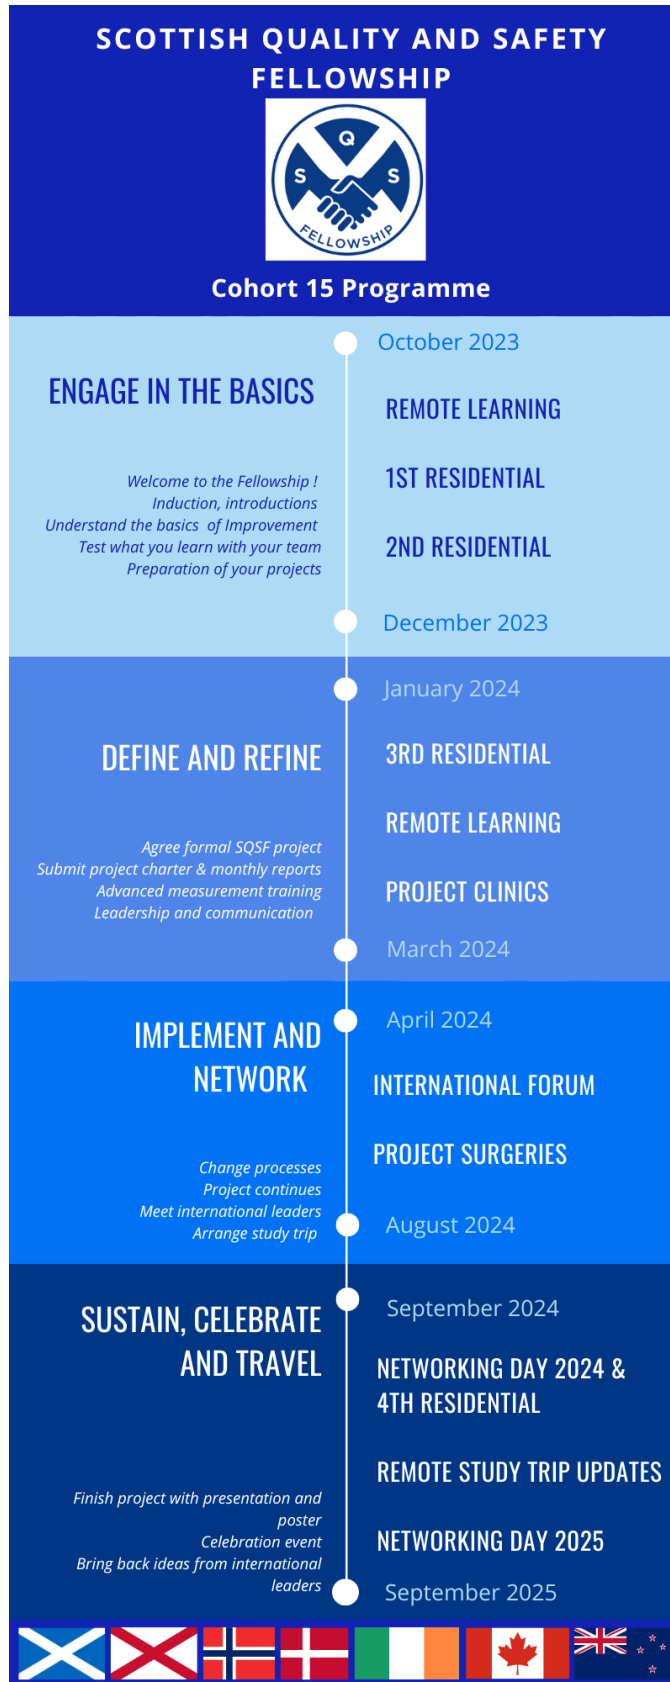 SCOTTISH QUALITY AND SAFETY
FELLOWSHIP
Q
S S
FELLOWSHIP
Cohort 15 Programme
October 2023
ENGAGE IN THE BASICS
REMOTE LEARNING
1ST RESIDENTIAL
2ND RESIDENTIAL
Welcome to the Fellowship !
Induction, introductions
Understand the basics of Improvement
Test what you learn with your team
Preparation of your projects
December 2023
January 2024
DEFINE AND REFINE
3RD RESIDENTIAL
REMOTE LEARNING
PROJECT CLINICS
Agree formal SQSF project
Submit project charter & monthly reports
Advanced measurement training
Leadership and communication
March 2024
April 2024
IMPLEMENT AND
NETWORK
INTERNATIONAL FORUM
PROJECT SURGERIES
Change processes
Project continues
Meet international leaders
Arrange study trip
August 2024
September 2024
SUSTAIN, CELEBRATE
AND TRAVEL
NETWORKING DAY 2024 &
4TH RESIDENTIAL
REMOTE STUDY TRIP UPDATES
NETWORKING DAY 2025
Finish project with presentation and
poster
Celebration event
Bring back ideas from international
leaders
September 2025